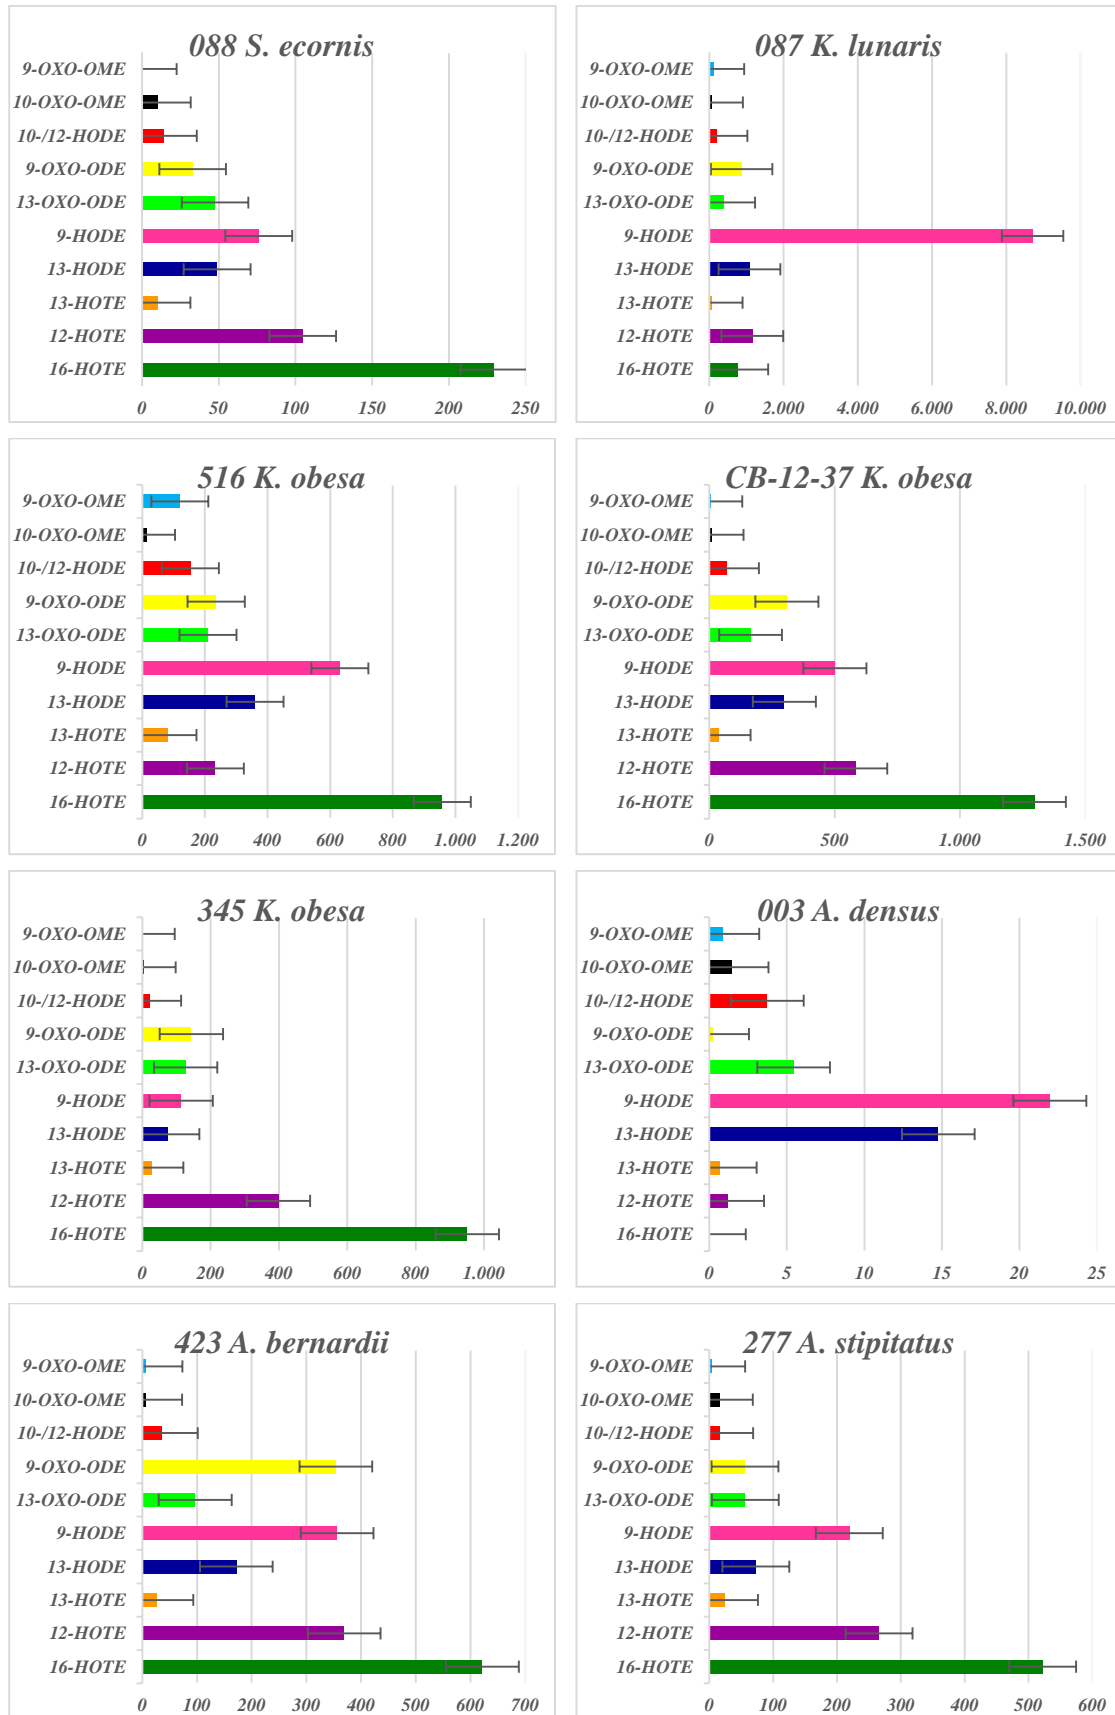 088 S. ecornis
9-OXO-OME
10-OXO-OME
10-/12-HODE
9-OXO-ODE
13-OXO-ODE
9-HODE
13-HODE
13-HOTE
12-HOTE
16-HOTE
0 50 100 150 200 250
087 K. lunaris
9-OXO-OME
10-OXO-OME
10-/12-HODE
9-OXO-ODE
13-OXO-ODE
9-HODE
13-HODE
13-HOTE
12-HOTE
16-HOTE
0 2.000 4.000 6.000 8.000 10.000
516 K. obesa
9-OXO-OME
10-OXO-OME
10-/12-HODE
9-OXO-ODE
13-OXO-ODE
9-HODE
13-HODE
13-HOTE
12-HOTE
16-HOTE
0 200 400 600 800 1.000 1.200
CB-12-37 K. obesa
9-OXO-OME
10-OXO-OME
10-/12-HODE
9-OXO-ODE
13-OXO-ODE
9-HODE
13-HODE
13-HOTE
12-HOTE
16-HOTE
0 500 1.000 1.500
345 K. obesa
9-OXO-OME
10-OXO-OME
10-/12-HODE
9-OXO-ODE
13-OXO-ODE
9-HODE
13-HODE
13-HOTE
12-HOTE
16-HOTE
0 200 400 600 800 1.000
003 A. densus
9-OXO-OME
10-OXO-OME
10-/12-HODE
9-OXO-ODE
13-OXO-ODE
9-HODE
13-HODE
13-HOTE
12-HOTE
16-HOTE
0 5 10 15 20 25
423 A. bernardii
9-OXO-OME
10-OXO-OME
10-/12-HODE
9-OXO-ODE
13-OXO-ODE
9-HODE
13-HODE
13-HOTE
12-HOTE
16-HOTE
0 100 200 300 400 500 600 700
277 A. stipitatus
9-OXO-OME
10-OXO-OME
10-/12-HODE
9-OXO-ODE
13-OXO-ODE
9-HODE
13-HODE
13-HOTE
12-HOTE
16-HOTE
0 100 200 300 400 500 600